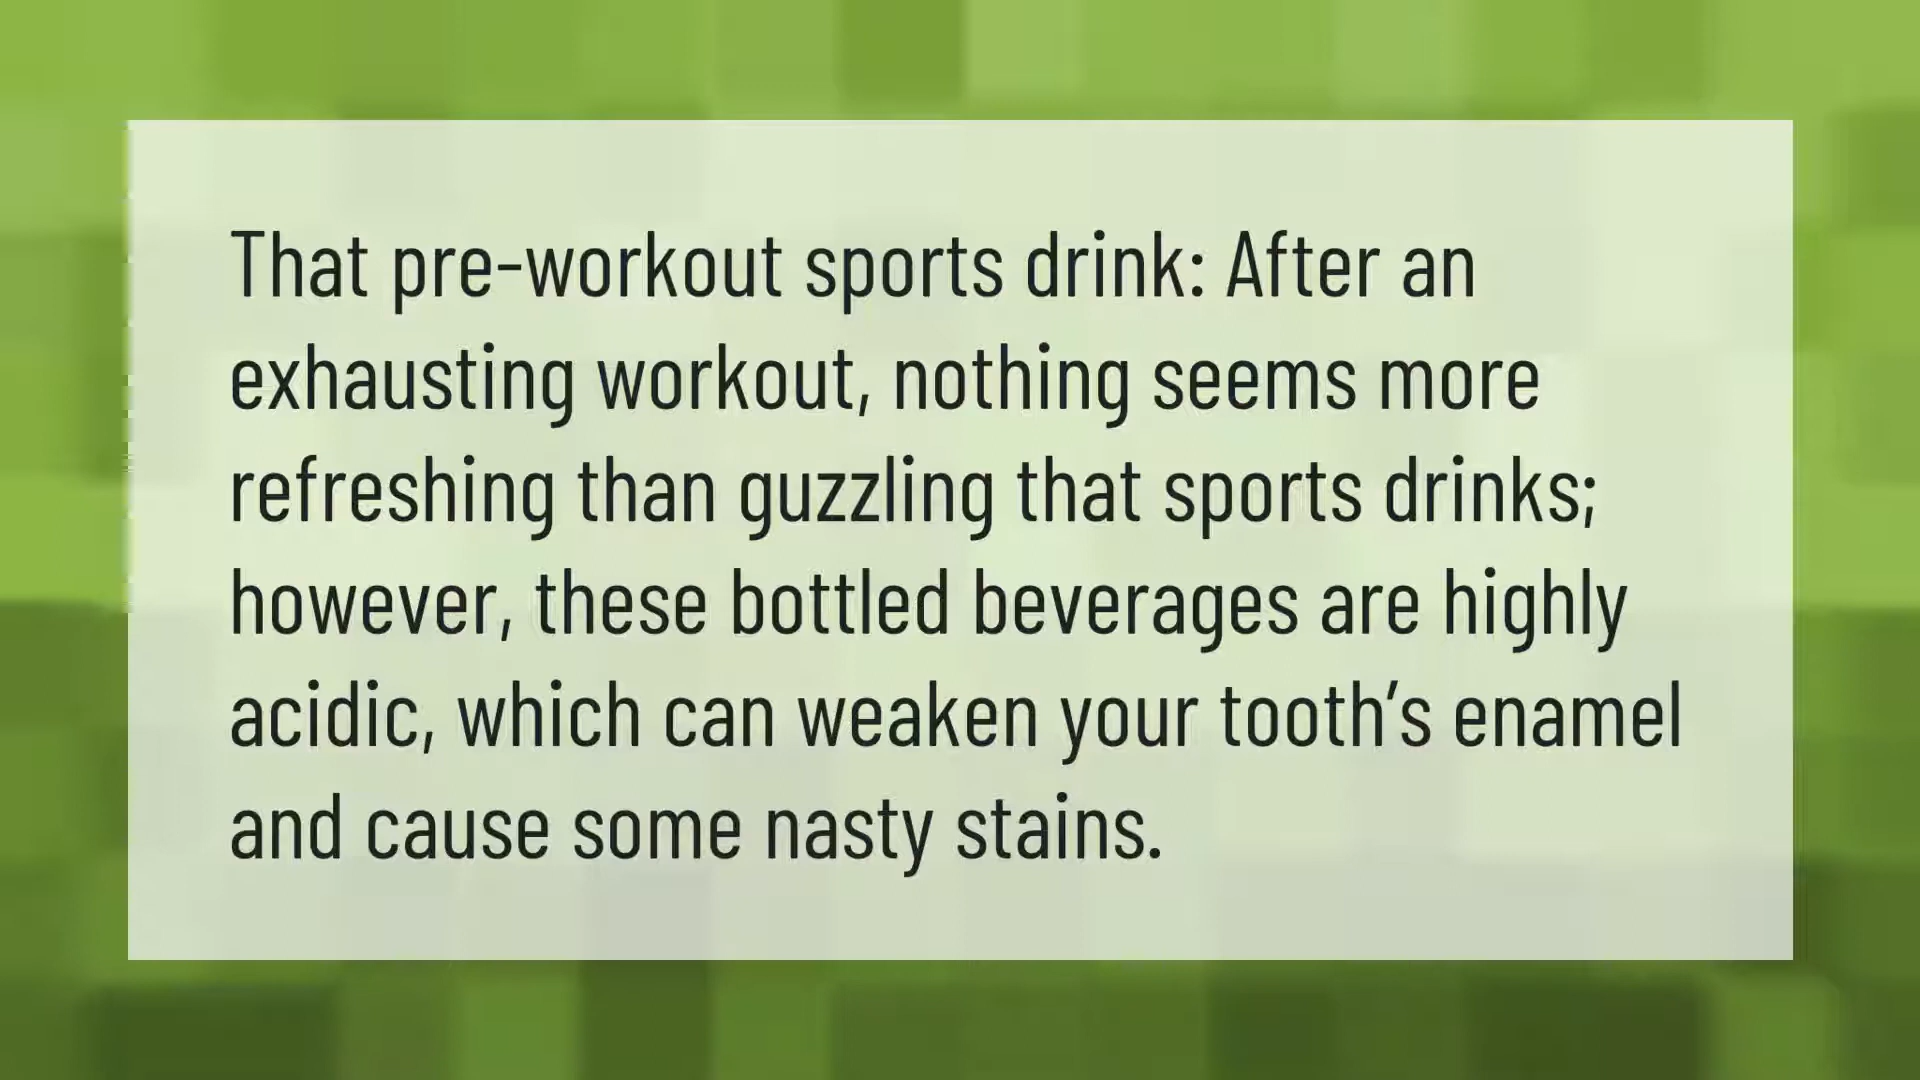 That pre-workout sports drink: After an
exhausting workout, nothing seems more
refreshing than guzzling that sports drinks;
however, these bottled beverages are highly
acidic, which can weaken your tooth’s enamel
and cause some nasty stains.